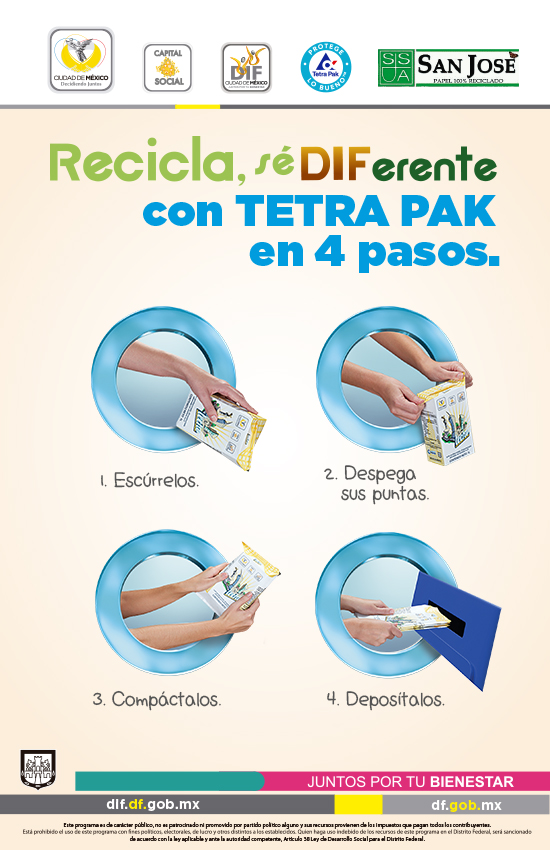 CIUDAD DE MÉXICO
Decidiendo Juntos
CAPITAL
SOCIAL
DIF
CIUDAD DE MÉXICO
PROTEGE
Tetra Pak
LO BUENO
SUSA
SAN JOSÉ
PAPEL 100% RECICLADO
Recicla, sé DIFerente
con TETRA PAK
en 4 pasos.
1. Escúrrelos.
2. Despega
sus puntas.
3. Compáctalos.
4. Deposítalos.
JUNTOS POR TU BIENESTAR
dif.df.gob.mx
df.gob.mx
Este programa es de carácter público, no es patrocinado ni promovido por partido político alguno y sus recursos provienen de los impuestos que pagan todos los contribuyentes.
Está prohibido el uso de este programa con fines políticos, electorales, de lucro y otros distintos a los establecidos. Quien haga uso indebido de los recursos de este programa en el Distrito Federal, será sancionado
de acuerdo con la ley aplicable y ante la autoridad competente, Artículo 38 Ley de Desarrollo Social para el Distrito Federal.